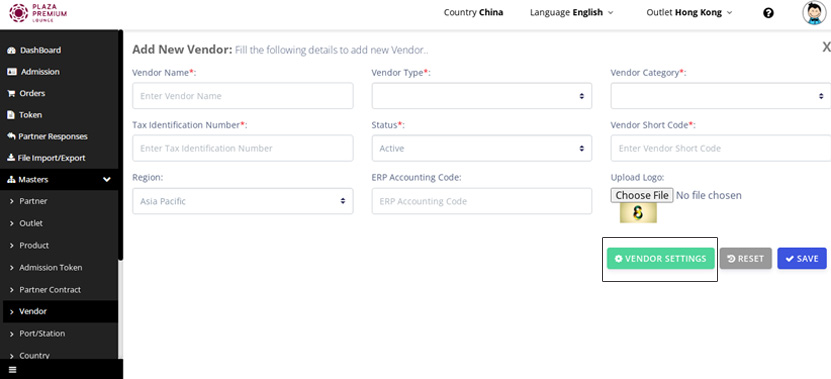 PLAZA
PREMIUM
LOUNGE
Country China
Language English
Outlet Hong Kong
?
X
DashBoard
Admission
Orders
Token
Partner Responses
File Import/Export
Masters
Partner
Outlet
Product
Admission Token
Partner Contract
Vendor
Port/Station
Country
Add New Vendor: Fill the following details to add new Vendor..
Vendor Name*:
Vendor Type*:
Vendor Category*:
Enter Vendor Name
Tax Identification Number*:
Status*:
Vendor Short Code*:
Enter Tax Identification Number
Active
Enter Vendor Short Code
Region:
ERP Accounting Code:
Upload Logo:
Asia Pacific
ERP Accounting Code
Choose File No file chosen
VENDOR SETTINGS
RESET
SAVE